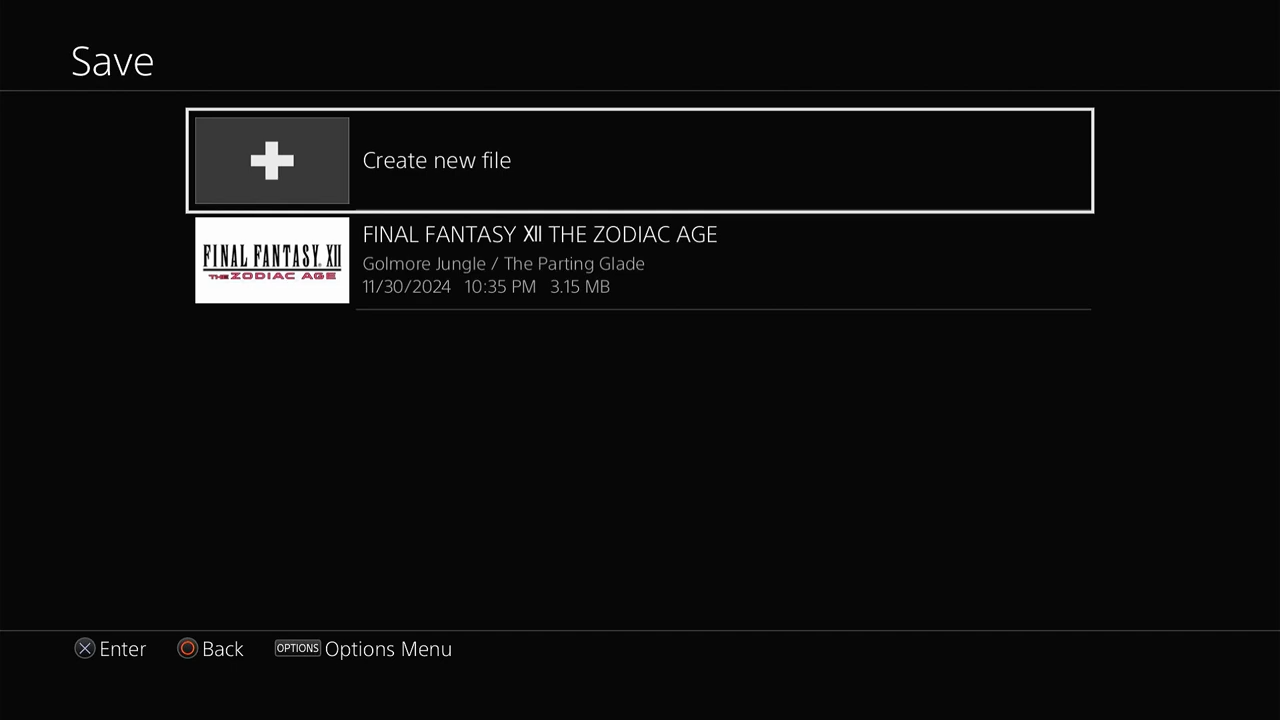 Save
Create new file
FINAL FANTASY XII
THE ZODIAC AGE
FINAL FANTASY XII THE ZODIAC AGE
Golmore Jungle / The Parting Glade
11/30/2024 10:35 PM 3.15 MB
Enter Back OPTIONS Options Menu